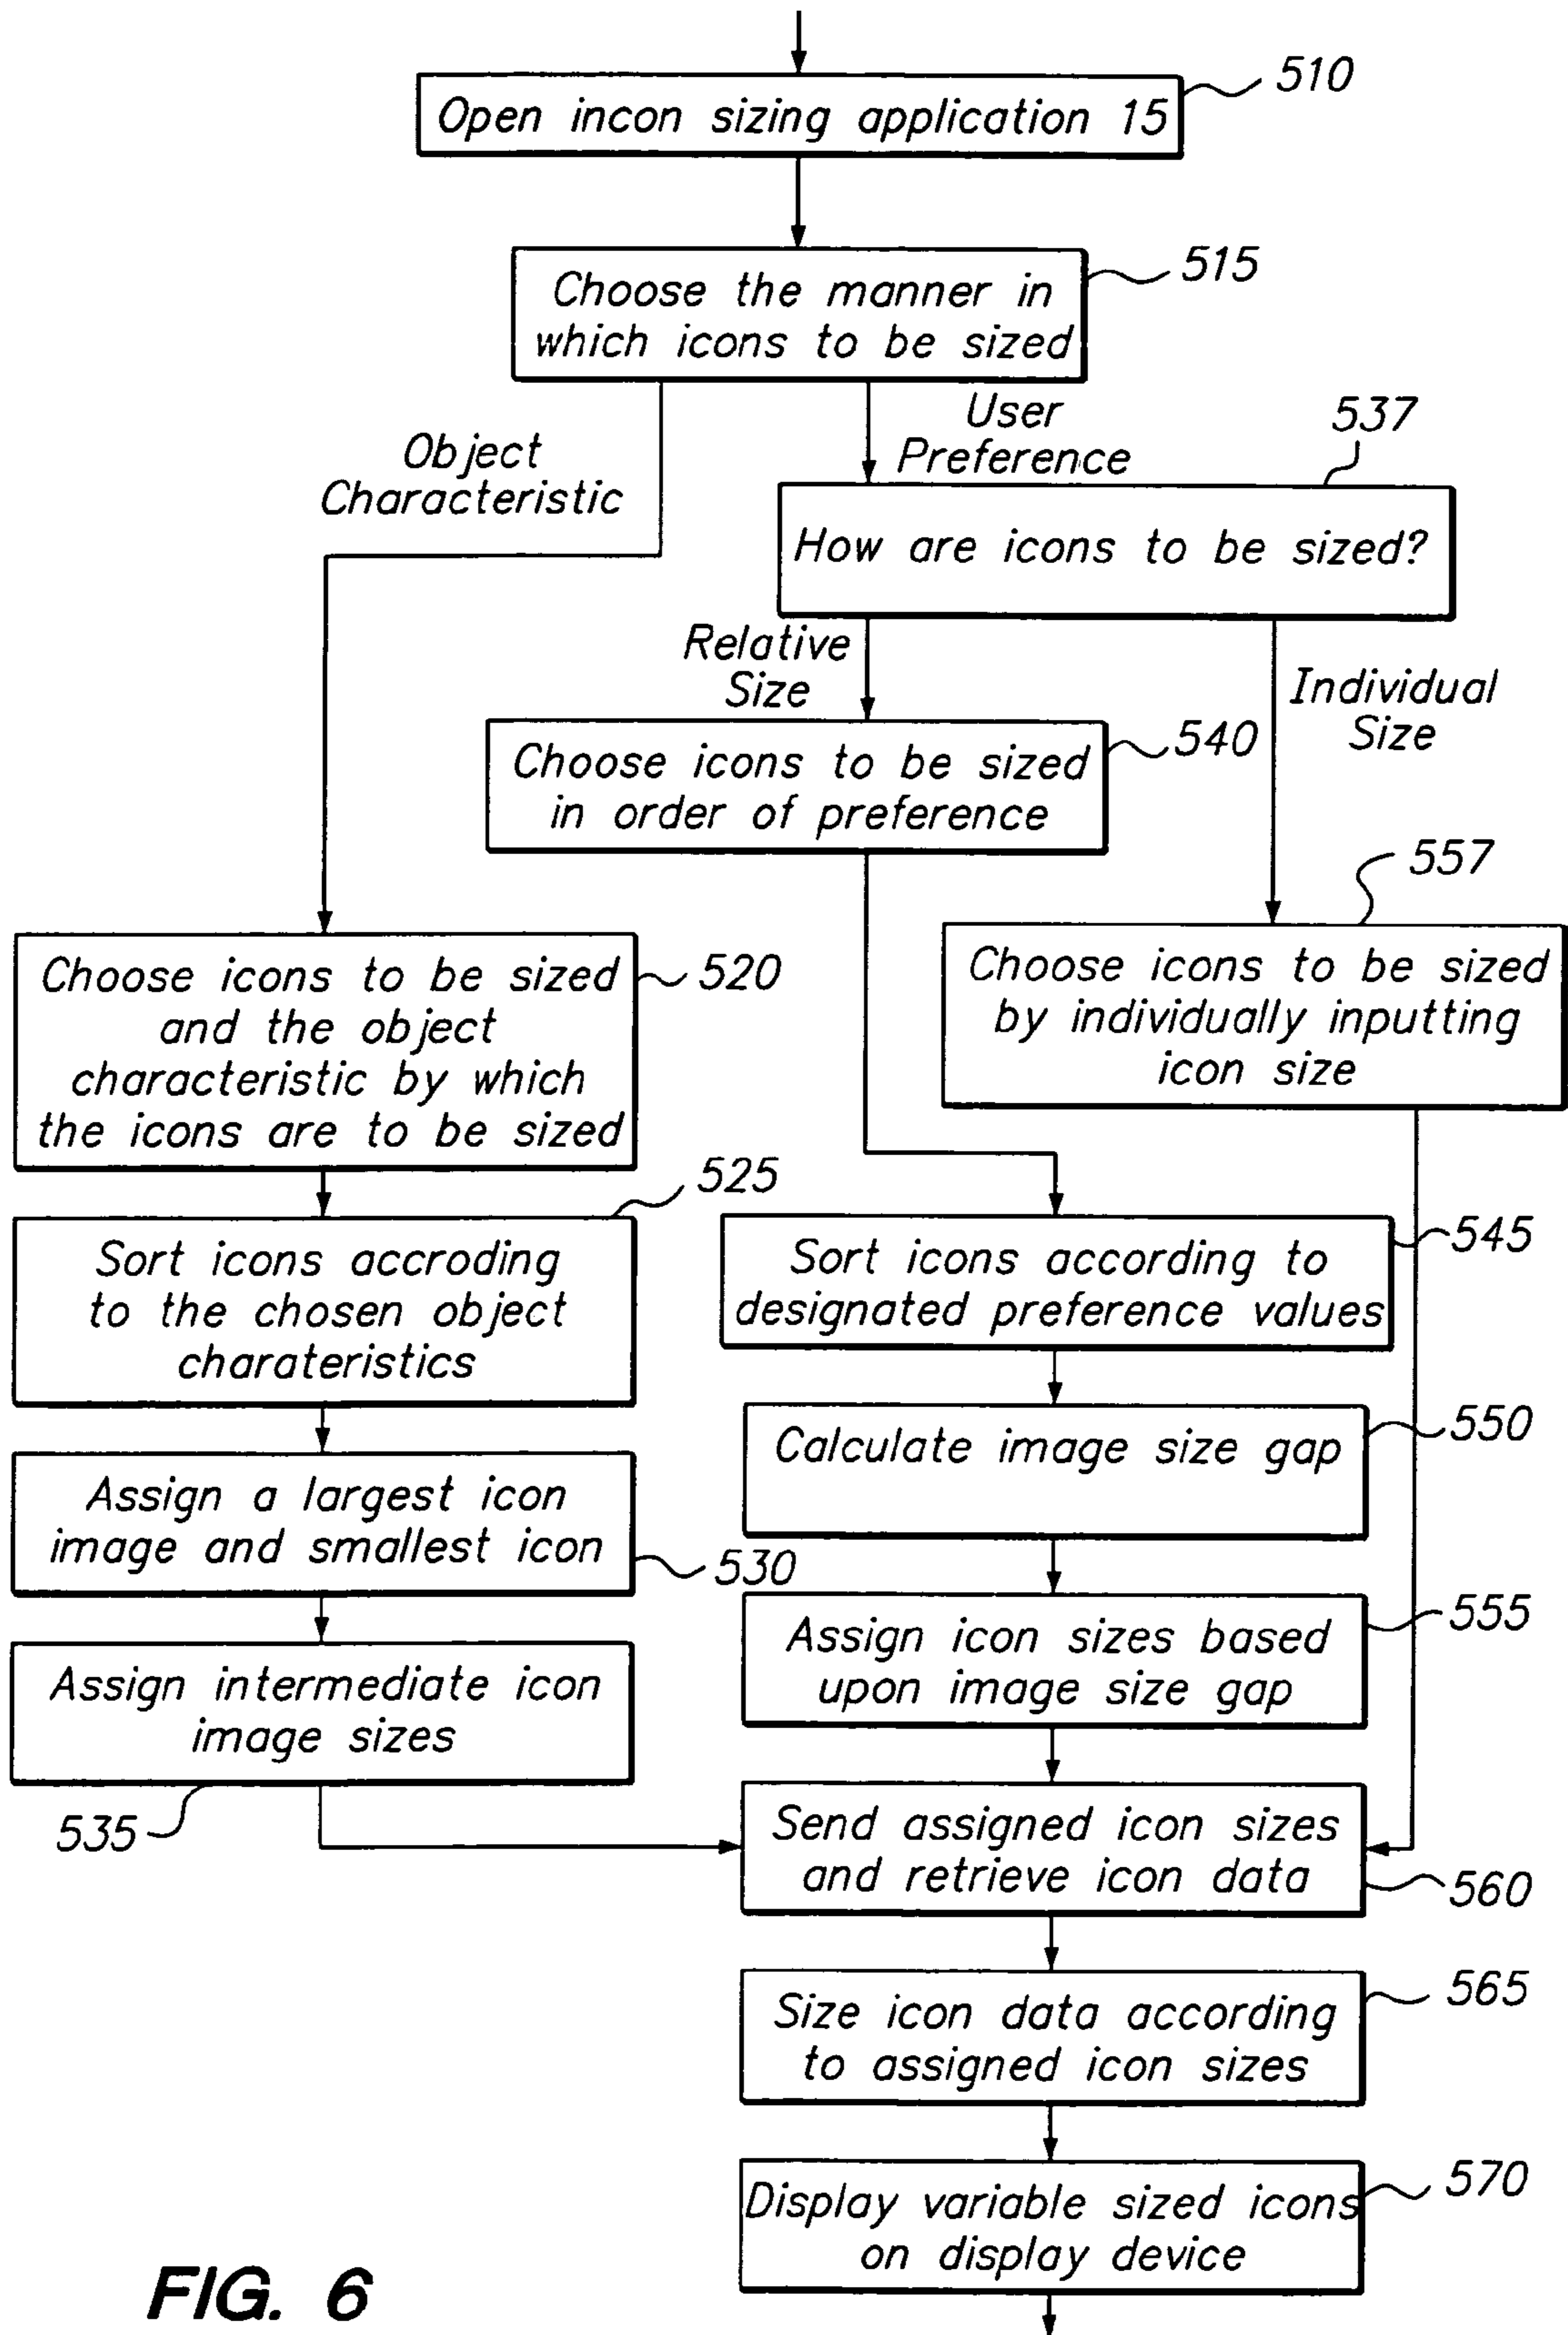 510
Open incon sizing application 15
515
Choose the manner in
which icons to be sized
User
Preference
537
Object
Characteristic
How are icons to be sized?
Relative
Size
Individual
Size
540
Choose icons to be sized
in order of preference
557
Choose icons to be sized
and the object
characteristic by which
the icons are to be sized
520
Choose icons to be sized
by individually inputting
icon size
525
Sort icons accroding
to the chosen object
charateristics
545
Sort icons according to
designated preference values
Assign a largest icon
image and smallest icon
530
550
Calculate image size gap
555
Assign icon sizes based
upon image size gap
Assign intermediate icon
image sizes
535
Send assigned icon sizes
and retrieve icon data
560
565
Size icon data according
to assigned icon sizes
570
Display variable sized icons
on display device
FIG. 6